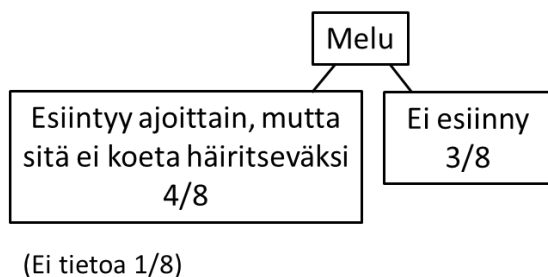 Melu
Esiintyy ajoittain, mutta
sitä ei koeta häiritseväksi
4/8
Ei esiinny
3/8
(Ei tietoa 1/8)